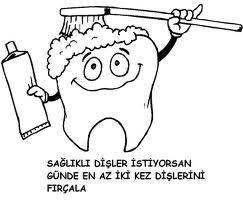 SAĞLIKLI DİŞLER İSTİYORSAN
GÜNDE EN AZ İKİ KEZ DİŞLERİNİ
FIRÇALA